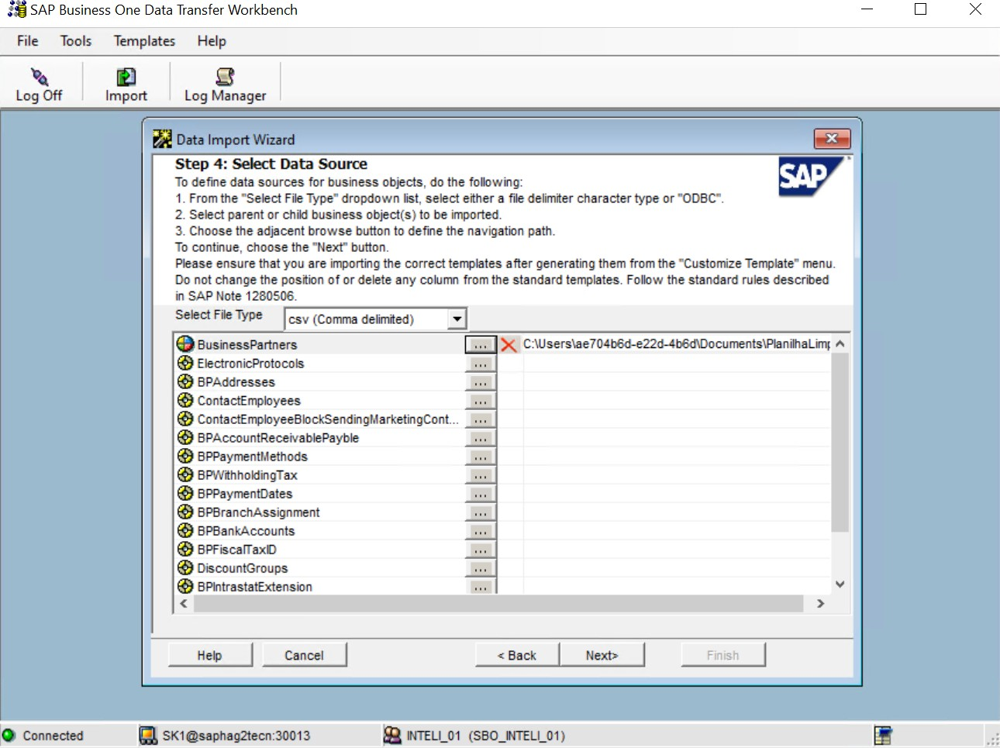 SAP Business One Data Transfer Workbench
File Tools Templates Help
Log Off Import Log Manager
Data Import Wizard
Step 4: Select Data Source
SAP
To define data sources for business objects, do the following:
1. From the "Select File Type" dropdown list, select either a file delimiter character type or "ODBC".
2. Select parent or child business object(s) to be imported.
3. Choose the adjacent browse button to define the navigation path.
To continue, choose the "Next" button.
Please ensure that you are importing the correct templates after generating them from the "Customize Template" menu.
Do not change the position of or delete any column from the standard templates. Follow the standard rules described
in SAP Note 1280506.
Select File Type csv (Comma delimited)
BusinessPartners ... C:\Users\ae704b6d-e22d-4b6d\Documents\PlanilhaLimp
ElectronicProtocols ...
BPAddresses ...
ContactEmployees ...
ContactEmployeeBlockSendingMarketingCont... ...
BPAccountReceivablePayble ...
BPPaymentMethods ...
BPWithholdingTax ...
BPPaymentDates ...
BPBranchAssignment ...
BPBankAccounts ...
BPFiscalTaxID ...
DiscountGroups ...
BPIntrastatExtension ...
Help Cancel < Back Next> Finish
Connected SK1@saphag2tecn:30013 INTELI_01 (SBO_INTELI_01)